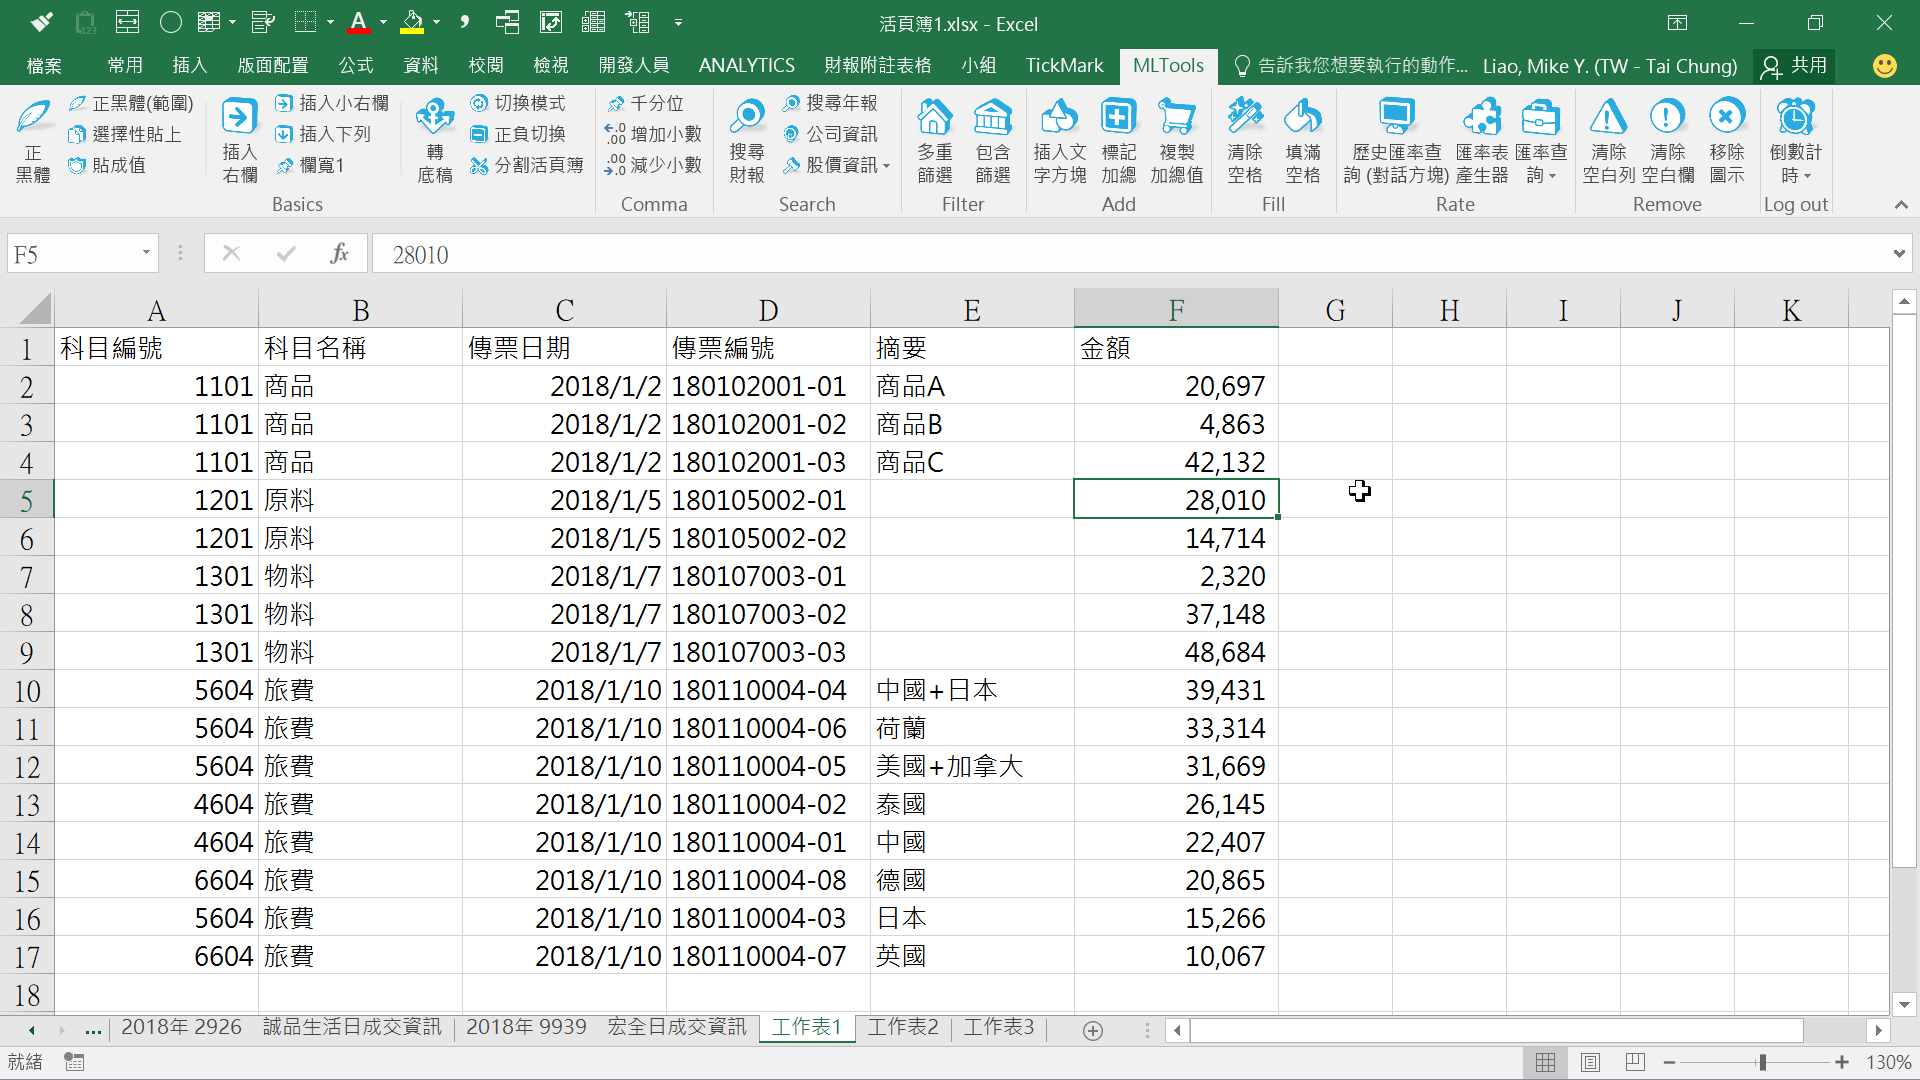 活頁簿1.xlsx - Excel
檔案 常用 插入 版面配置 公式 資料 校閱 檢視 開發人員 ANALYTICS 財報附註表格 小組 TickMark MLTools 告訴我您想要執行的動作... Liao, Mike Y. (TW - Tai Chung) 共用
正黑體
正黑體(範圍)
選擇性貼上
貼成值
插入右欄
插入小右欄
插入下列
欄寬1
轉底稿
切換模式
正負切換
分割活頁簿
Basics
千分位
增加小數
減少小數
Comma
搜尋財報
搜尋年報
公司資訊
股價資訊
Search
多重篩選
包含篩選
Filter
插入文字方塊
標記加總
複製加總值
Add
清除空格
填滿空格
Fill
歷史匯率查詢 (對話方塊)
匯率表產生器
匯率查詢
Rate
清除空白列
清除空白欄
移除圖示
Remove
倒數計時
Log out
F5 fx 28010
A B C D E F G H I J K
1 科目編號 科目名稱 傳票日期 傳票編號 摘要 金額
2 1101 商品 2018/1/2 180102001-01 商品A 20,697
3 1101 商品 2018/1/2 180102001-02 商品B 4,863
4 1101 商品 2018/1/2 180102001-03 商品C 42,132
5 1201 原料 2018/1/5 180105002-01 28,010
6 1201 原料 2018/1/5 180105002-02 14,714
7 1301 物料 2018/1/7 180107003-01 2,320
8 1301 物料 2018/1/7 180107003-02 37,148
9 1301 物料 2018/1/7 180107003-03 48,684
10 5604 旅費 2018/1/10 180110004-04 中國+日本 39,431
11 5604 旅費 2018/1/10 180110004-06 荷蘭 33,314
12 5604 旅費 2018/1/10 180110004-05 美國+加拿大 31,669
13 4604 旅費 2018/1/10 180110004-02 泰國 26,145
14 4604 旅費 2018/1/10 180110004-01 中國 22,407
15 6604 旅費 2018/1/10 180110004-08 德國 20,865
16 5604 旅費 2018/1/10 180110004-03 日本 15,266
17 6604 旅費 2018/1/10 180110004-07 英國 10,067
18
... 2018年 2926 誠品生活日成交資訊 2018年 9939 宏全日成交資訊 工作表1 工作表2 工作表3
就緒 130%